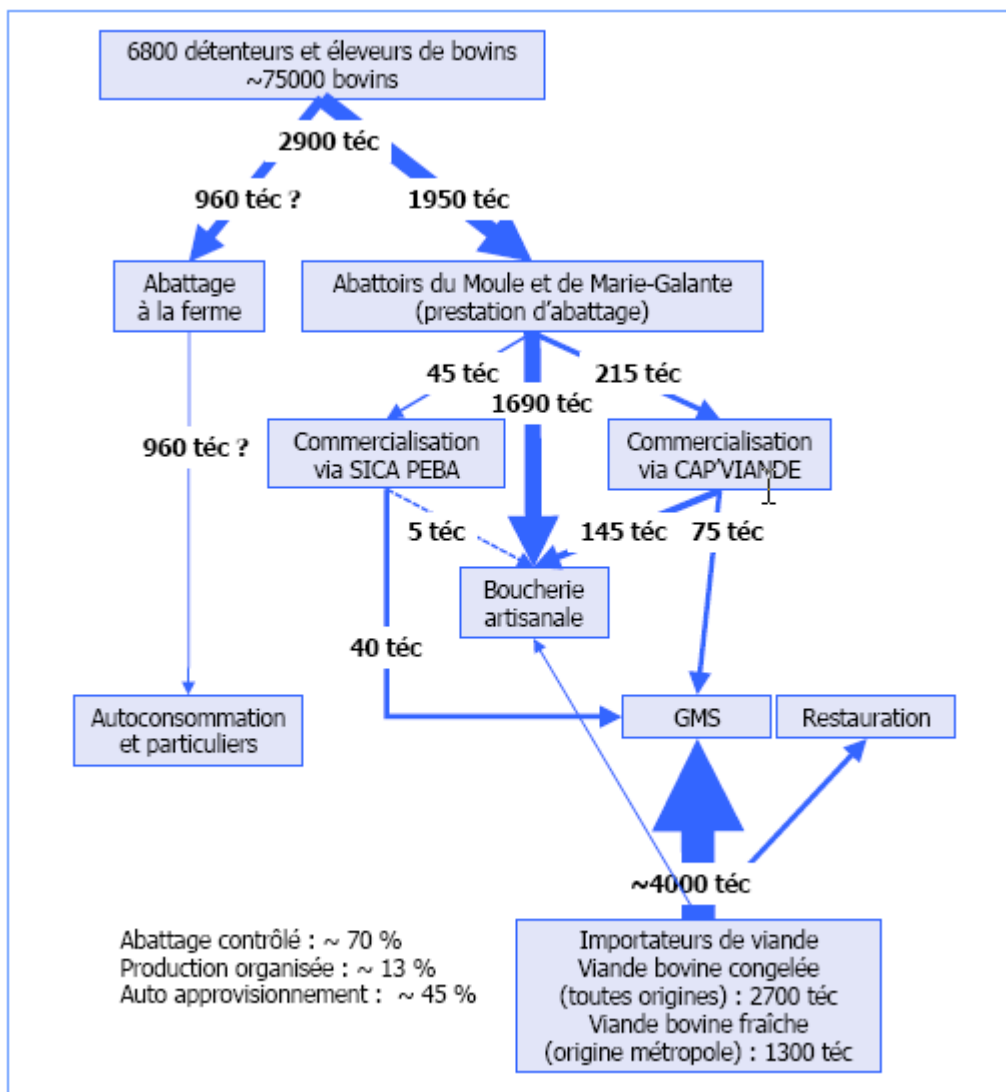 6800 détenteurs et éleveurs de bovins
~75000 bovins
2900 téc
960 téc ?
1950 téc
Abattage
à la ferme
Abattoirs du Moule et de Marie-Galante
(prestation d'abattage)
45 téc
215 téc
1690 téc
960 téc ?
Commercialisation
via SICA PEBA
Commercialisation
via CAP'VIANDE
5 téc
145 téc
75 téc
Boucherie
artisanale
40 téc
Autoconsommation
et particuliers
GMS
Restauration
~4000 téc
Abattage contrôlé : ~ 70 %
Production organisée : ~ 13 %
Auto approvisionnement : ~ 45 %
Importateurs de viande
Viande bovine congelée
(toutes origines) : 2700 téc
Viande bovine fraîche
(origine métropole) : 1300 téc